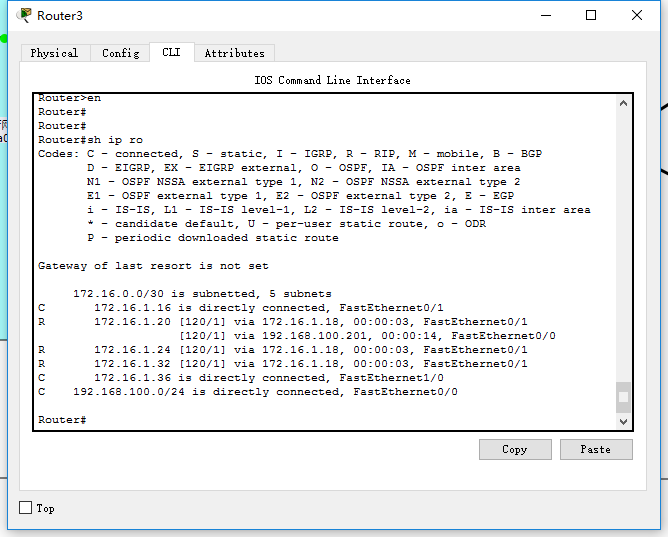 Router3
Physical Config CLI Attributes
IOS Command Line Interface
Router>en
Router#
Router#
Router#sh ip ro
Codes: C - connected, S - static, I - IGRP, R - RIP, M - mobile, B - BGP
D - EIGRP, EX - EIGRP external, O - OSPF, IA - OSPF inter area
N1 - OSPF NSSA external type 1, N2 - OSPF NSSA external type 2
E1 - OSPF external type 1, E2 - OSPF external type 2, E - EGP
i - IS-IS, L1 - IS-IS level-1, L2 - IS-IS level-2, ia - IS-IS inter area
* - candidate default, U - per-user static route, o - ODR
P - periodic downloaded static route
Gateway of last resort is not set
172.16.0.0/30 is subnetted, 5 subnets
C 172.16.1.16 is directly connected, FastEthernet0/1
R 172.16.1.20 [120/1] via 172.16.1.18, 00:00:03, FastEthernet0/1
[120/1] via 192.168.100.201, 00:00:14, FastEthernet0/0
R 172.16.1.24 [120/1] via 172.16.1.18, 00:00:03, FastEthernet0/1
R 172.16.1.32 [120/1] via 172.16.1.18, 00:00:03, FastEthernet0/1
C 172.16.1.36 is directly connected, FastEthernet1/0
C 192.168.100.0/24 is directly connected, FastEthernet0/0
Router#
Copy Paste
Top